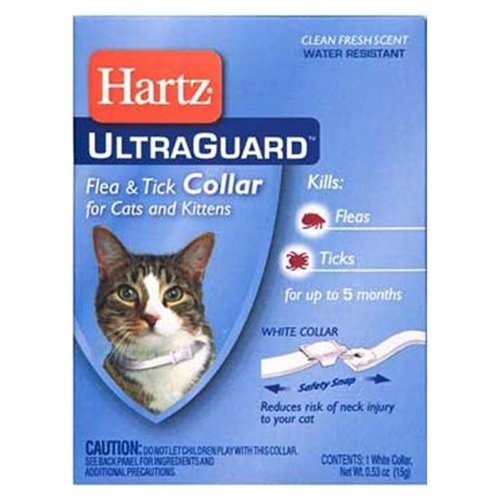 CLEAN FRESH SCENT
WATER RESISTANT
Hartz
ULTRAGUARD™
Flea & Tick Collar
for Cats and Kittens
Kills:
Fleas
Ticks
for up to 5 months
WHITE COLLAR
Safety Snap
Reduces risk of neck injury
to your cat
CAUTION: DO NOT LET CHILDREN PLAY WITH THIS COLLAR.
SEE BACK PANEL FOR INGREDIENTS AND
ADDITIONAL PRECAUTIONS.
CONTENTS: 1 White Collar,
Net Wt. 0.53 oz. (15g)